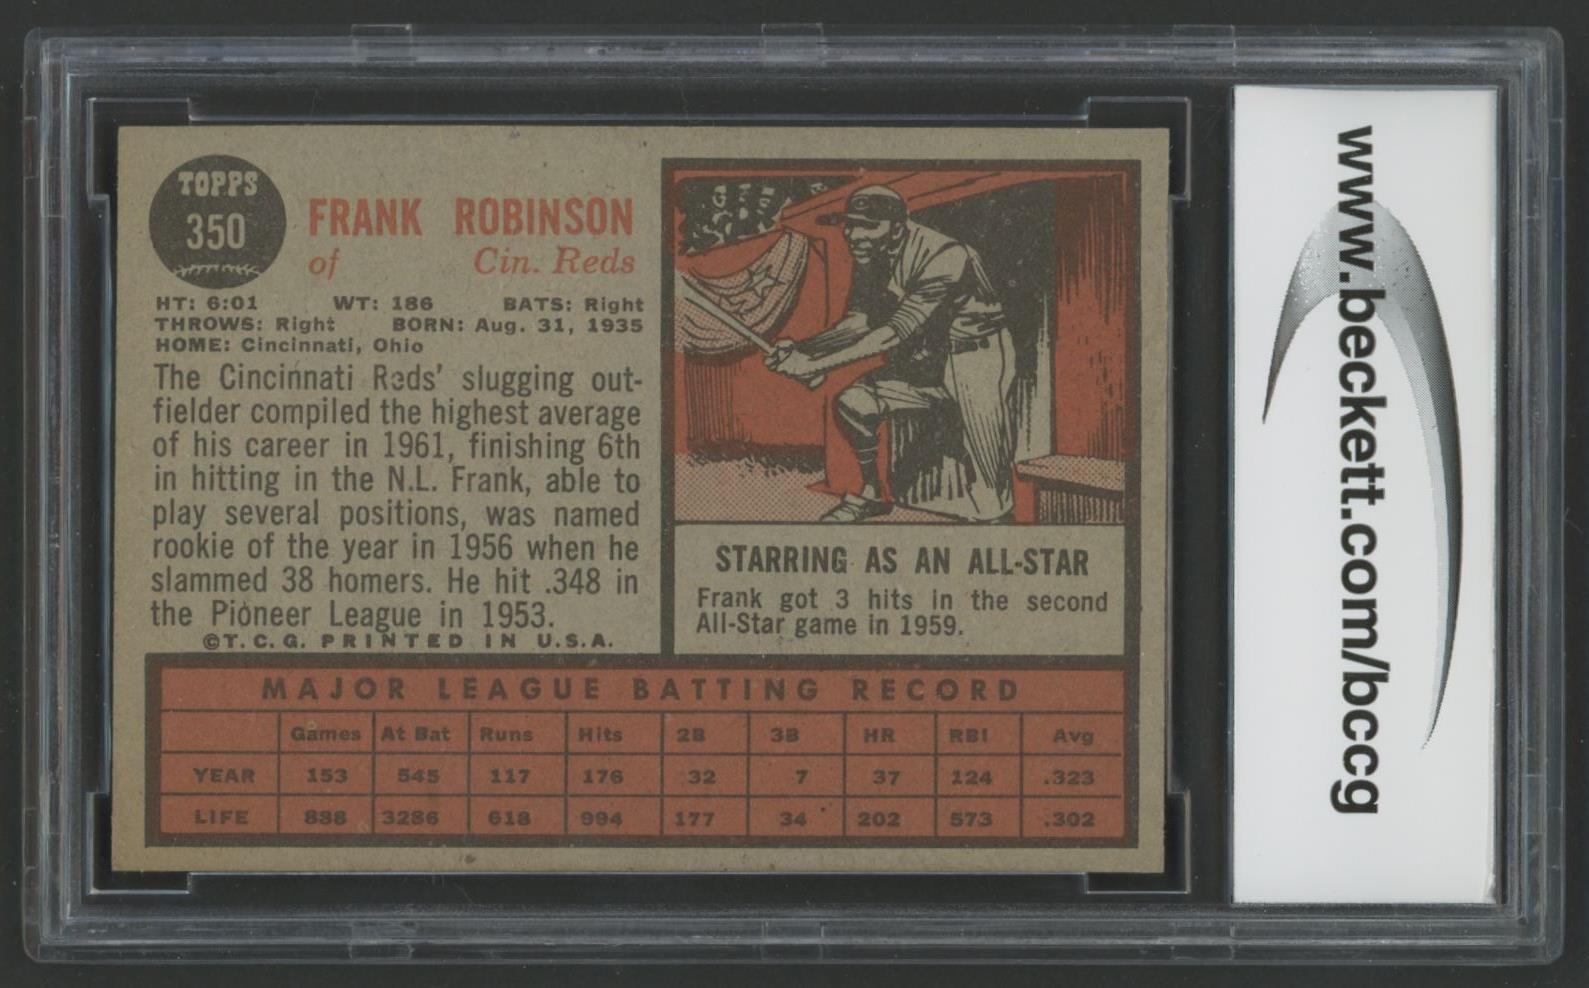 TOPPS
350
FRANK ROBINSON
of Cin. Reds
HT: 6:01 WT: 186 BATS: Right
THROWS: Right BORN: Aug. 31, 1935
HOME: Cincinnati, Ohio
The Cincinnati Reds' slugging out-
fielder compiled the highest average
of his career in 1961, finishing 6th
in hitting in the N.L. Frank, able to
play several positions, was named
rookie of the year in 1956 when he
slammed 38 homers. He hit .348 in
the Pioneer League in 1953.
©T.C.G. PRINTED IN U.S.A.
STARRING AS AN ALL-STAR
Frank got 3 hits in the second
All-Star game in 1959.
MAJOR LEAGUE BATTING RECORD
Games At Bat Runs Hits 2B 3B HR RBI Avg
YEAR 153 545 117 176 32 7 37 124 .323
LIFE 888 3286 618 994 177 34 202 573 .302
www.beckett.com/bccg